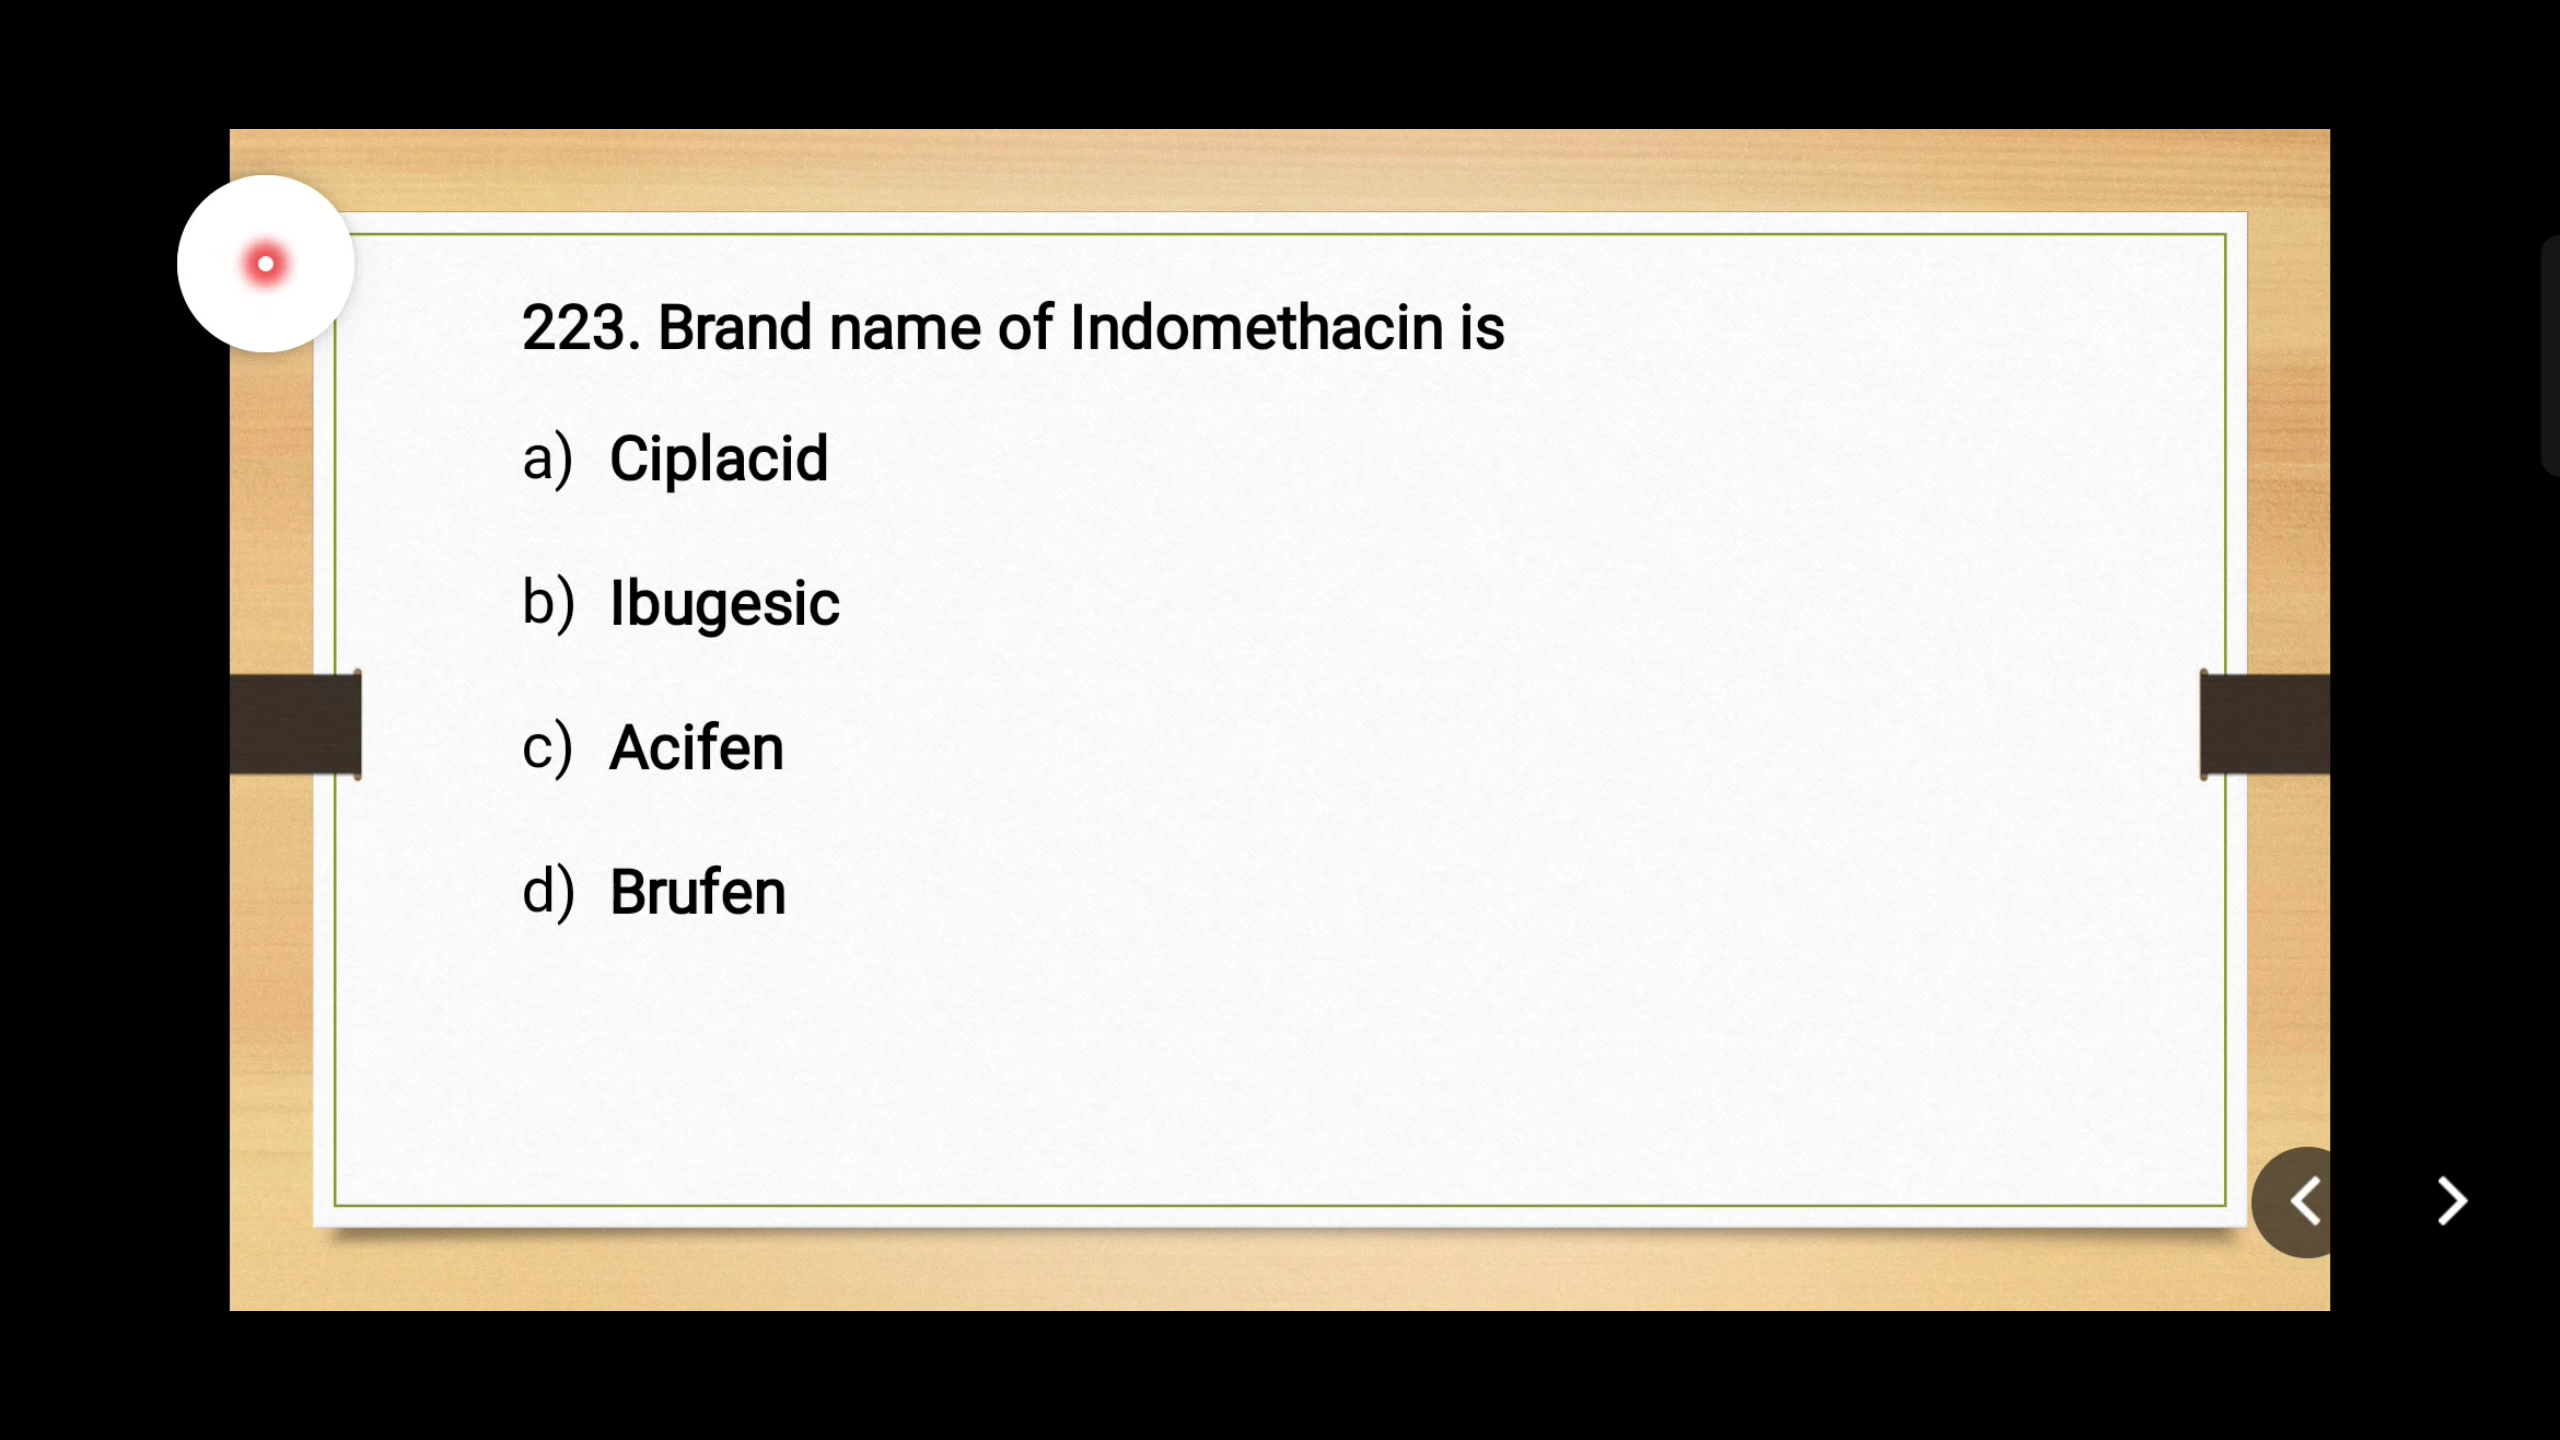 223. Brand name of Indomethacin is
a) Ciplacid
b) Ibugesic
c) Acifen
d) Brufen